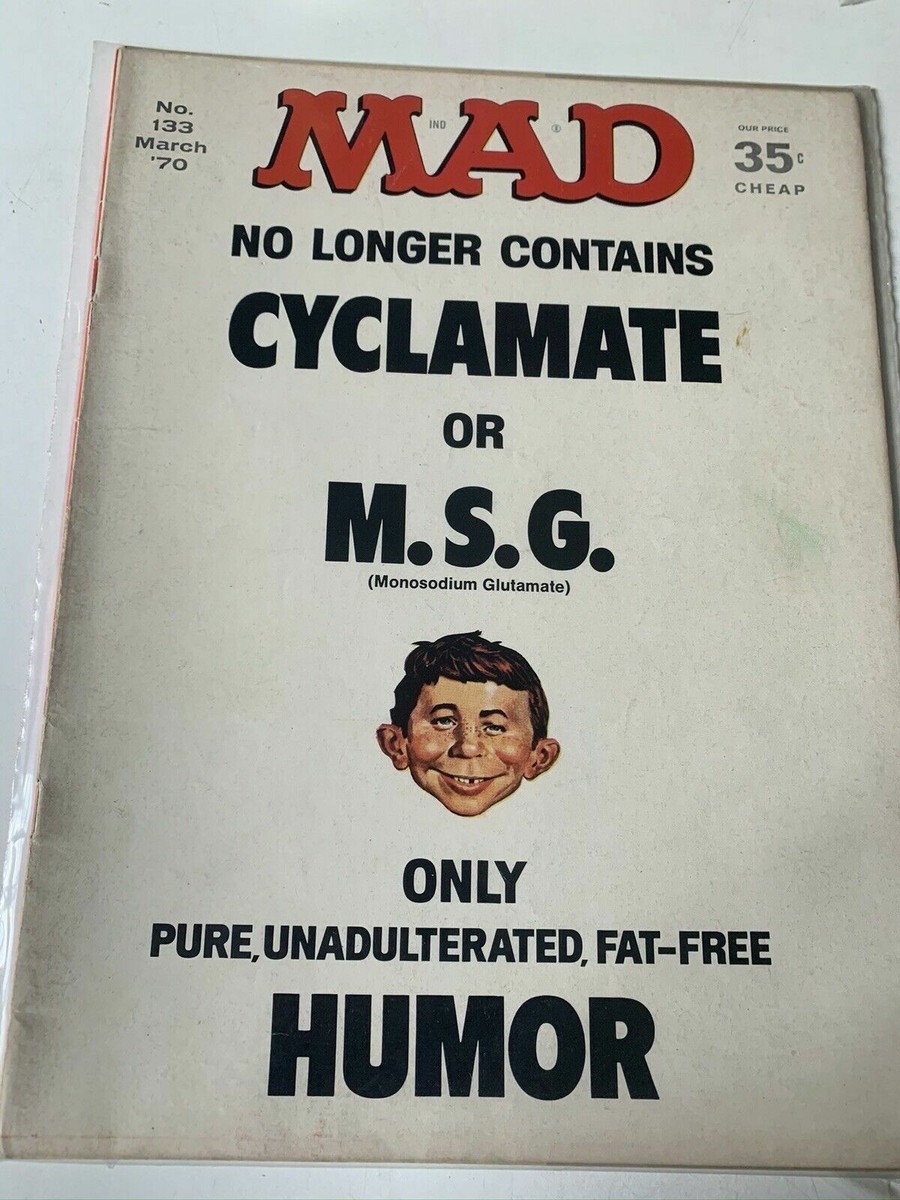 No.
133
March
'70
MAD
IND
®
OUR PRICE
35c
CHEAP
NO LONGER CONTAINS
CYCLAMATE
OR
M.S.G.
(Monosodium Glutamate)
ONLY
PURE, UNADULTERATED, FAT-FREE
HUMOR